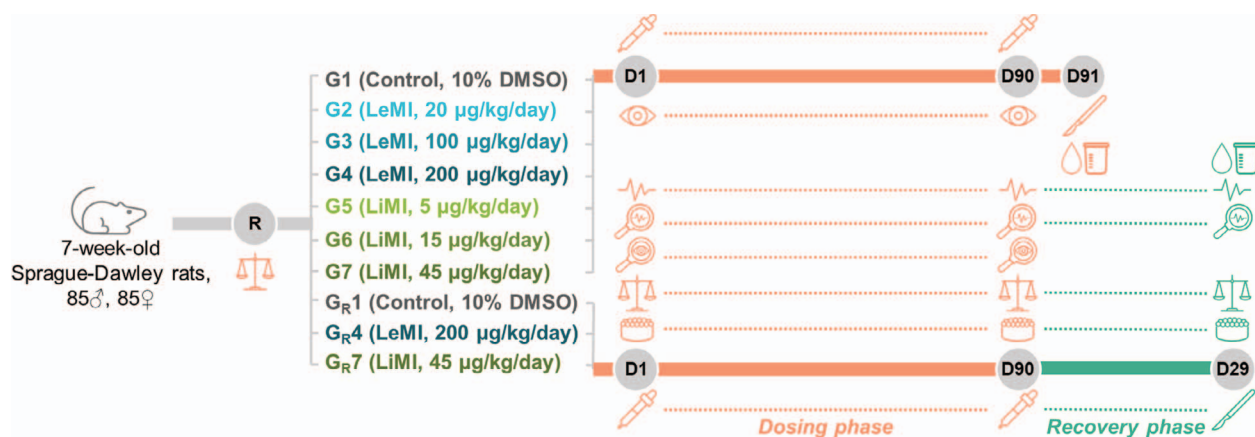 G1 (Control, 10% DMSO)
G2 (LeMI, 20 µg/kg/day)
G3 (LeMI, 100 µg/kg/day)
G4 (LeMI, 200 µg/kg/day)
G5 (LiMI, 5 µg/kg/day)
G6 (LiMI, 15 µg/kg/day)
G7 (LiMI, 45 µg/kg/day)
GR1 (Control, 10% DMSO)
GR4 (LeMI, 200 µg/kg/day)
GR7 (LiMI, 45 µg/kg/day)
7-week-old
Sprague-Dawley rats,
85♂, 85♀
R
D1
D90
D91
D1
D90
D29
Dosing phase
Recovery phase